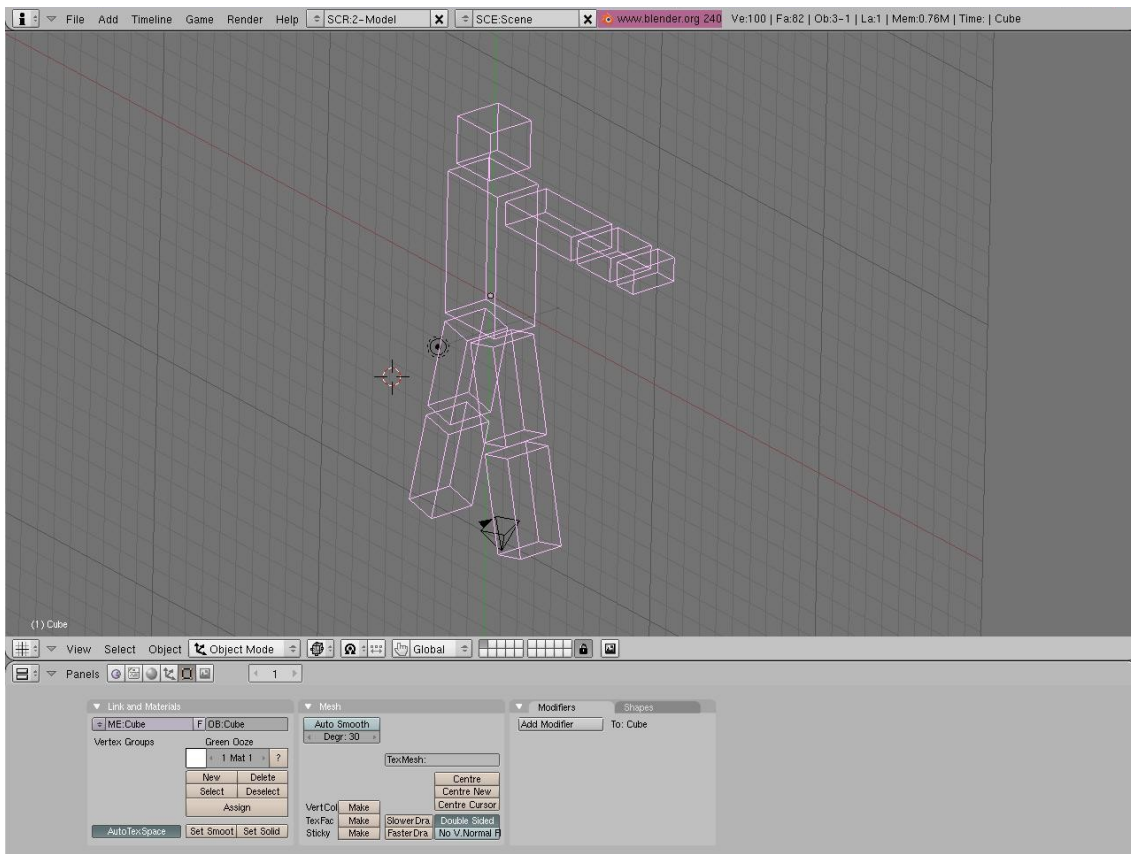 File Add Timeline Game Render Help SCR:2-Model SCE:Scene www.blender.org 240 Ve:100 | Fa:82 | Ob:3-1 | La:1 | Mem:0.76M | Time: | Cube
(1) Cube
View Select Object Object Mode Global
Panels 1
Link and Materials
ME:Cube F OB:Cube
Vertex Groups Green Ooze
1 Mat 1 ?
New Delete
Select Deselect
Assign
AutoTexSpace Set Smoot Set Solid
Mesh
Auto Smooth
Degr: 30
TexMesh:
Centre
Centre New
VertCol Make Centre Cursor
TexFac Make SlowerDra Double Sided
Sticky Make FasterDra No V.Normal F
Modifiers Shapes
Add Modifier To: Cube